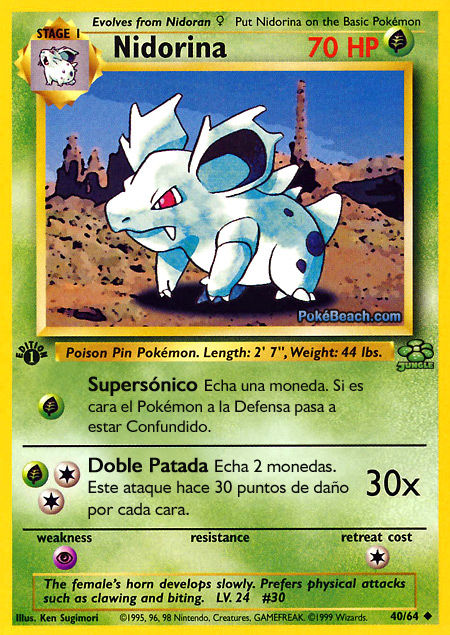 Evolves from Nidoran ♀ Put Nidorina on the Basic Pokémon
STAGE 1
Nidorina 70 HP
PokéBeach.com
EDITION
1
Poison Pin Pokémon. Length: 2' 7", Weight: 44 lbs.
JUNGLE
Supersónico Echa una moneda. Si es
cara el Pokémon a la Defensa pasa a
estar Confundido.
Doble Patada Echa 2 monedas.
Este ataque hace 30 puntos de daño
por cada cara.
30x
weakness resistance retreat cost
The female's horn develops slowly. Prefers physical attacks
such as clawing and biting. LV. 24 #30
Illus. Ken Sugimori ©1995, 96, 98 Nintendo, Creatures, GAMEFREAK. ©1999 Wizards. 40/64 ◆